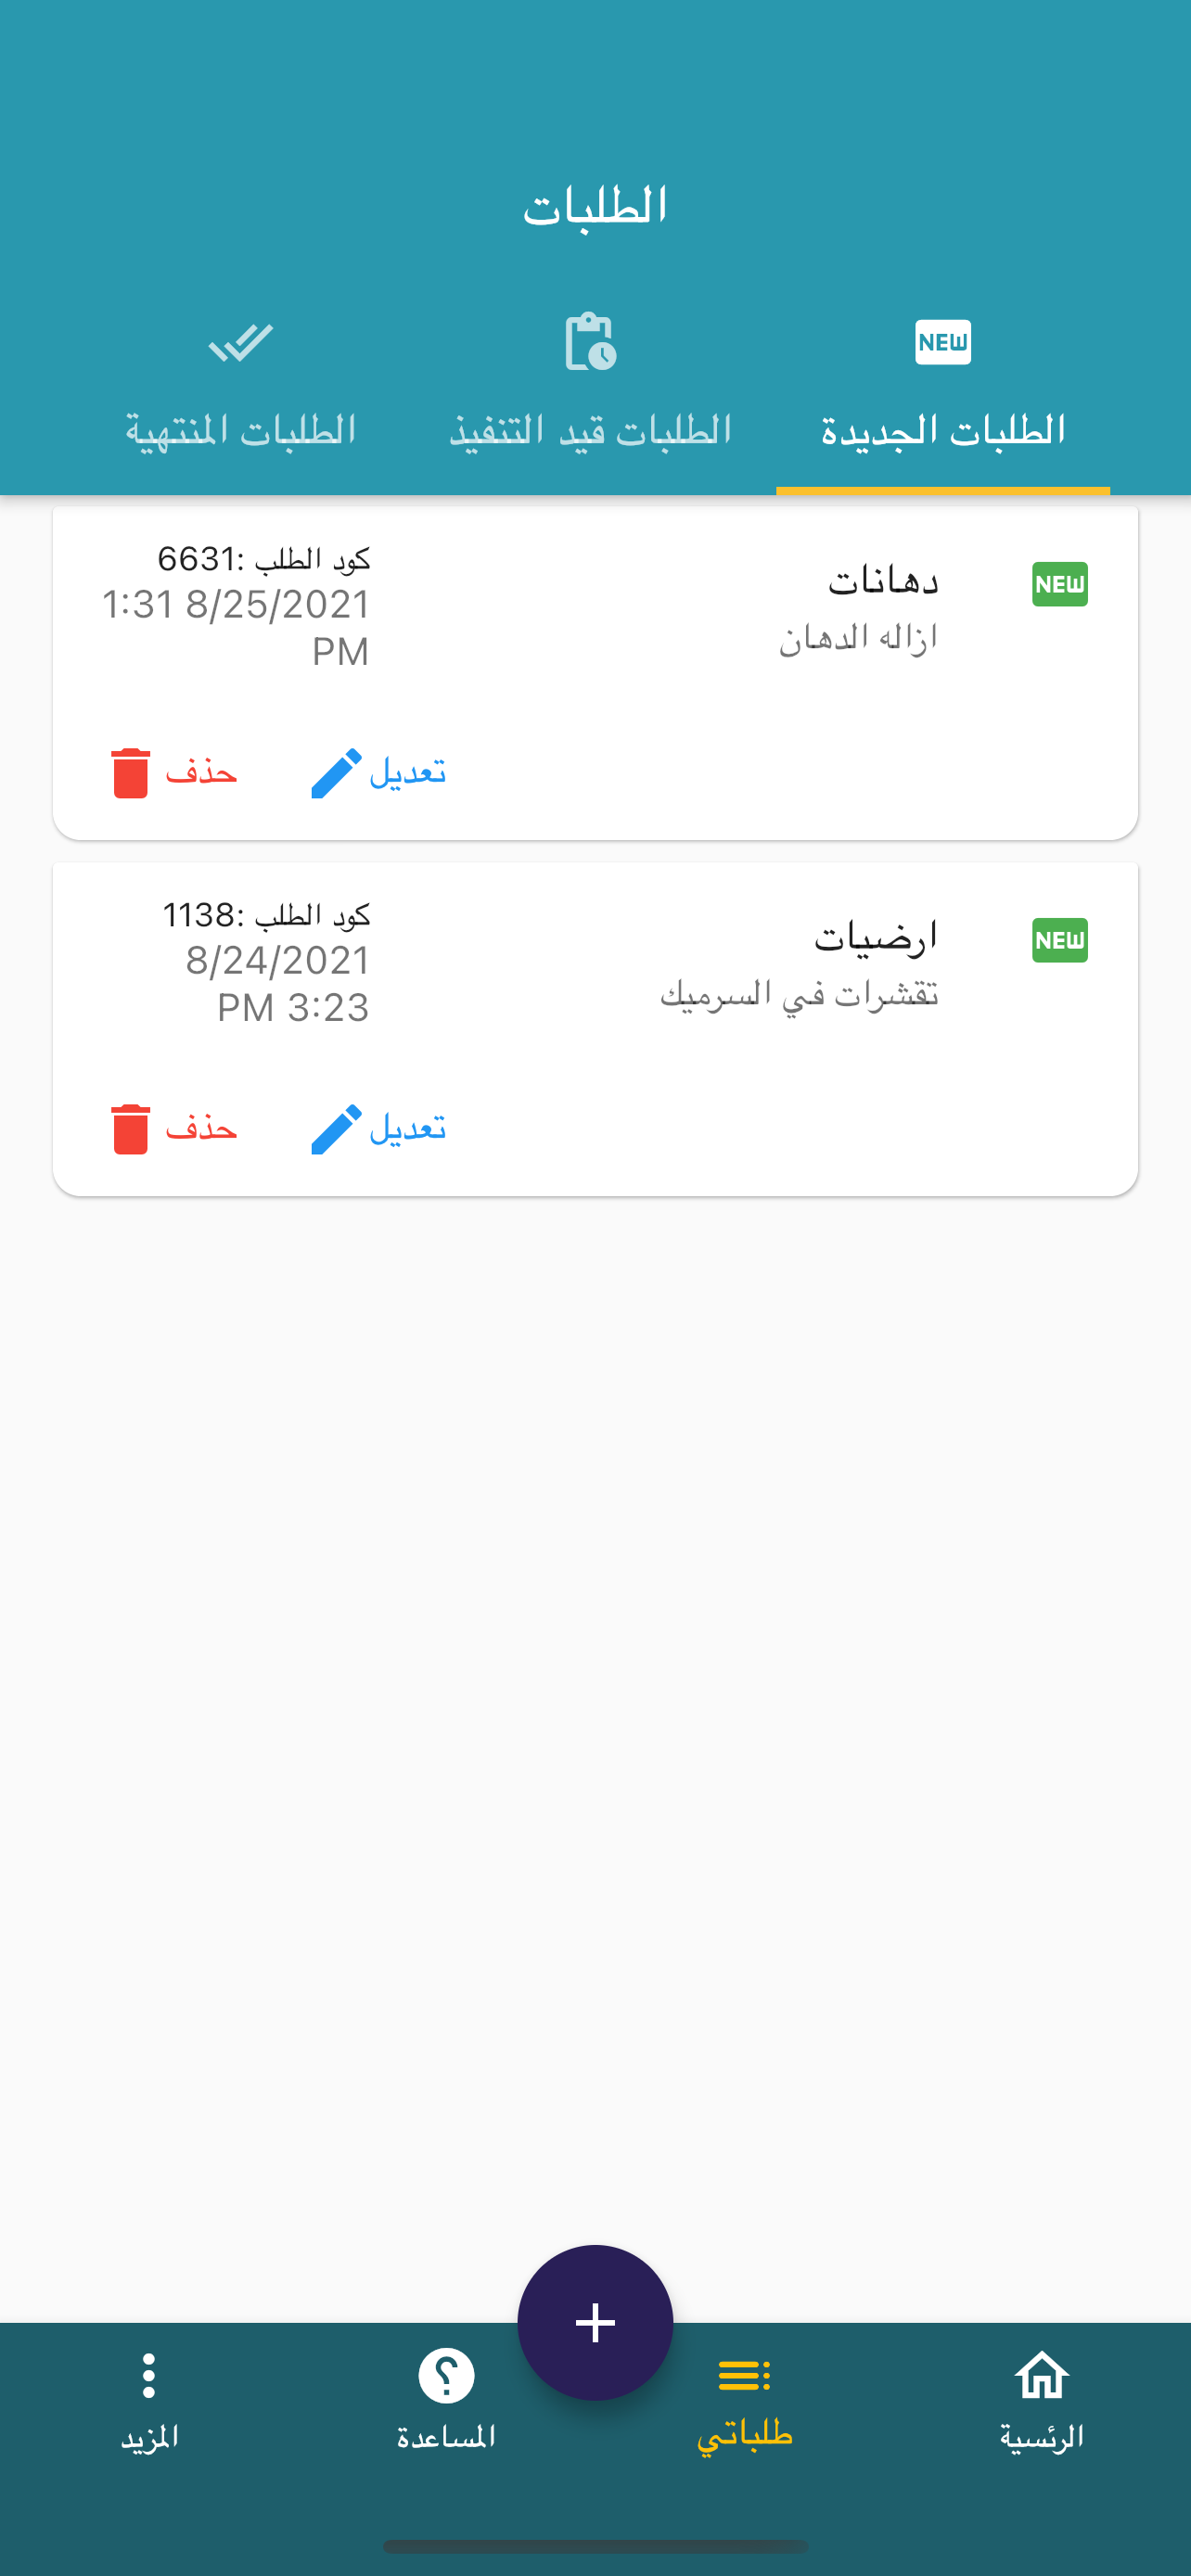 الطلبات
NEW
الطلبات الجديدة
الطلبات قيد التنفيذ
الطلبات المنتهية
NEW
دهانات
ازاله الدهان
كود الطلب :6631
1:31 8/25/2021
PM
تعديل
حذف
NEW
ارضيات
تقشرات في السرميك
كود الطلب :1138
8/24/2021
PM 3:23
تعديل
حذف
الرئسية
طلباتي
المساعدة
المزيد